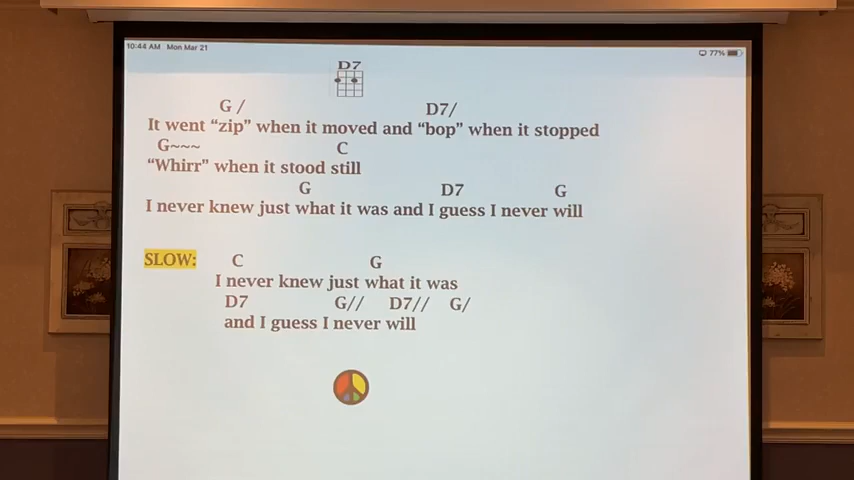 10:44 AM Mon Mar 21
77%
D7
G / D7/
It went “zip” when it moved and “bop” when it stopped
G~~~ C
“Whirr” when it stood still
G D7 G
I never knew just what it was and I guess I never will
SLOW: C G
I never knew just what it was
D7 G// D7// G/
and I guess I never will